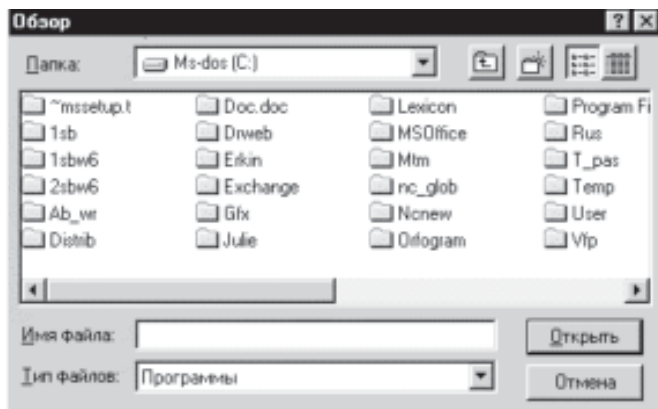 Обзор
Папка: Ms-dos (C:)
~mssetup.t Doc.doc Lexicon Program Fi
1sb Drweb MSOffice Rus
1sbw6 Erkin Mtm T_pas
2sbw6 Exchange nc_glob Temp
Ab_wr Gfx Ncnew User
Distrib Julie Orfogram Vfp
Имя файла: Открыть
Тип файлов: Программы Отмена